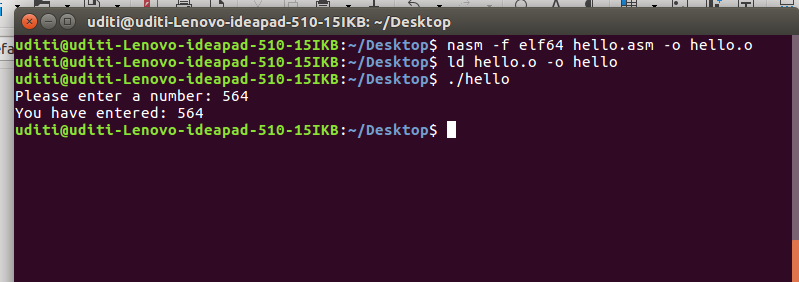 uditi@uditi-Lenovo-ideapad-510-15IKB: ~/Desktop
uditi@uditi-Lenovo-ideapad-510-15IKB:~/Desktop$ nasm -f elf64 hello.asm -o hello.o
uditi@uditi-Lenovo-ideapad-510-15IKB:~/Desktop$ ld hello.o -o hello
uditi@uditi-Lenovo-ideapad-510-15IKB:~/Desktop$ ./hello
Please enter a number: 564
You have entered: 564
uditi@uditi-Lenovo-ideapad-510-15IKB:~/Desktop$